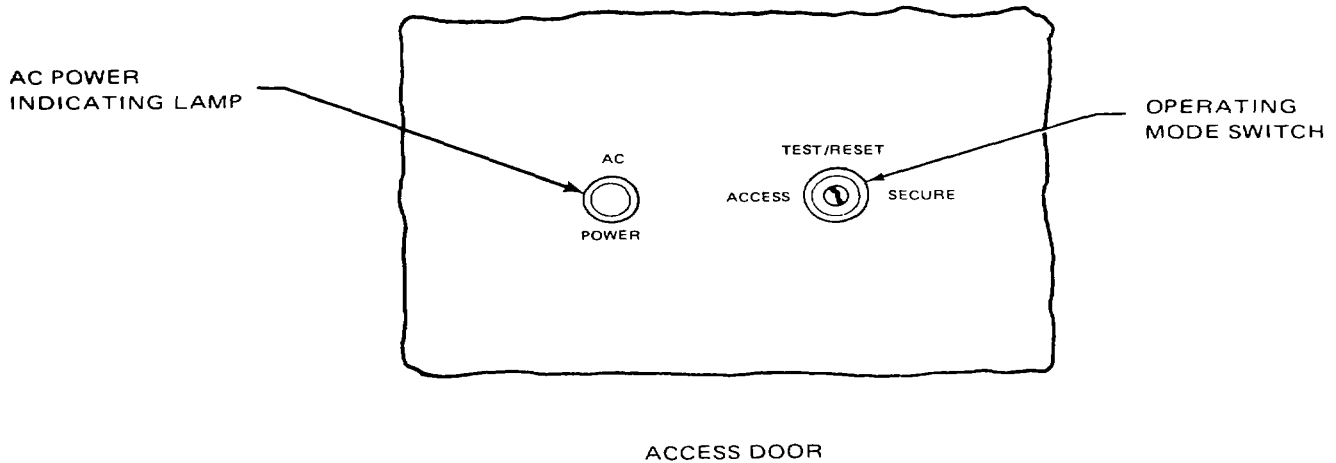 AC POWER
INDICATING LAMP
OPERATING
MODE SWITCH
AC
POWER
TEST/RESET
ACCESS
SECURE
ACCESS DOOR